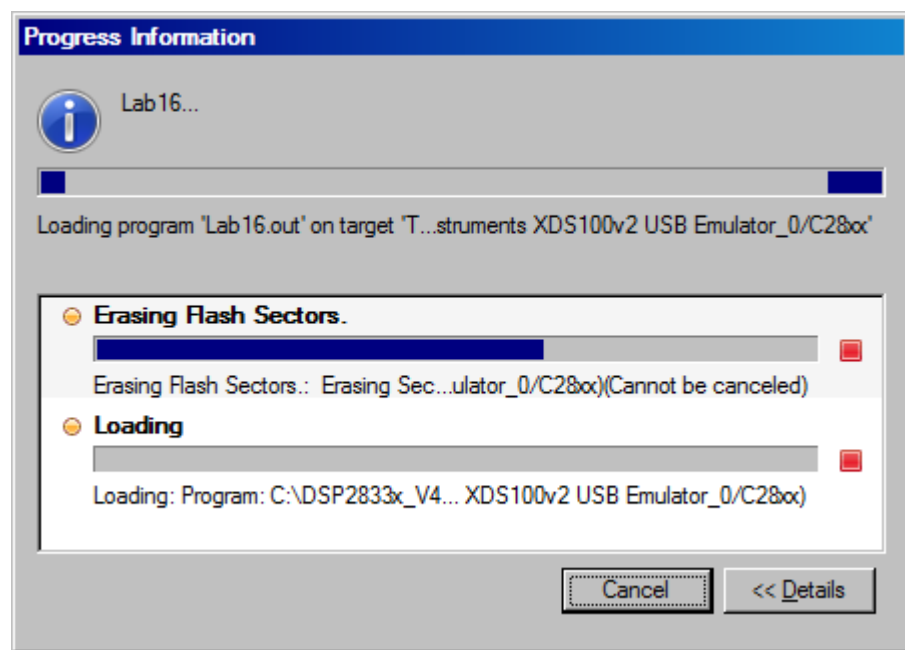 Progress Information
Lab16...
Loading program 'Lab16.out' on target 'T...struments XDS100v2 USB Emulator_0/C28xx'
Erasing Flash Sectors.
Erasing Flash Sectors.: Erasing Sec...ulator_0/C28xx)(Cannot be canceled)
Loading
Loading: Program: C:\DSP2833x_V4... XDS100v2 USB Emulator_0/C28xx)
Cancel << Details